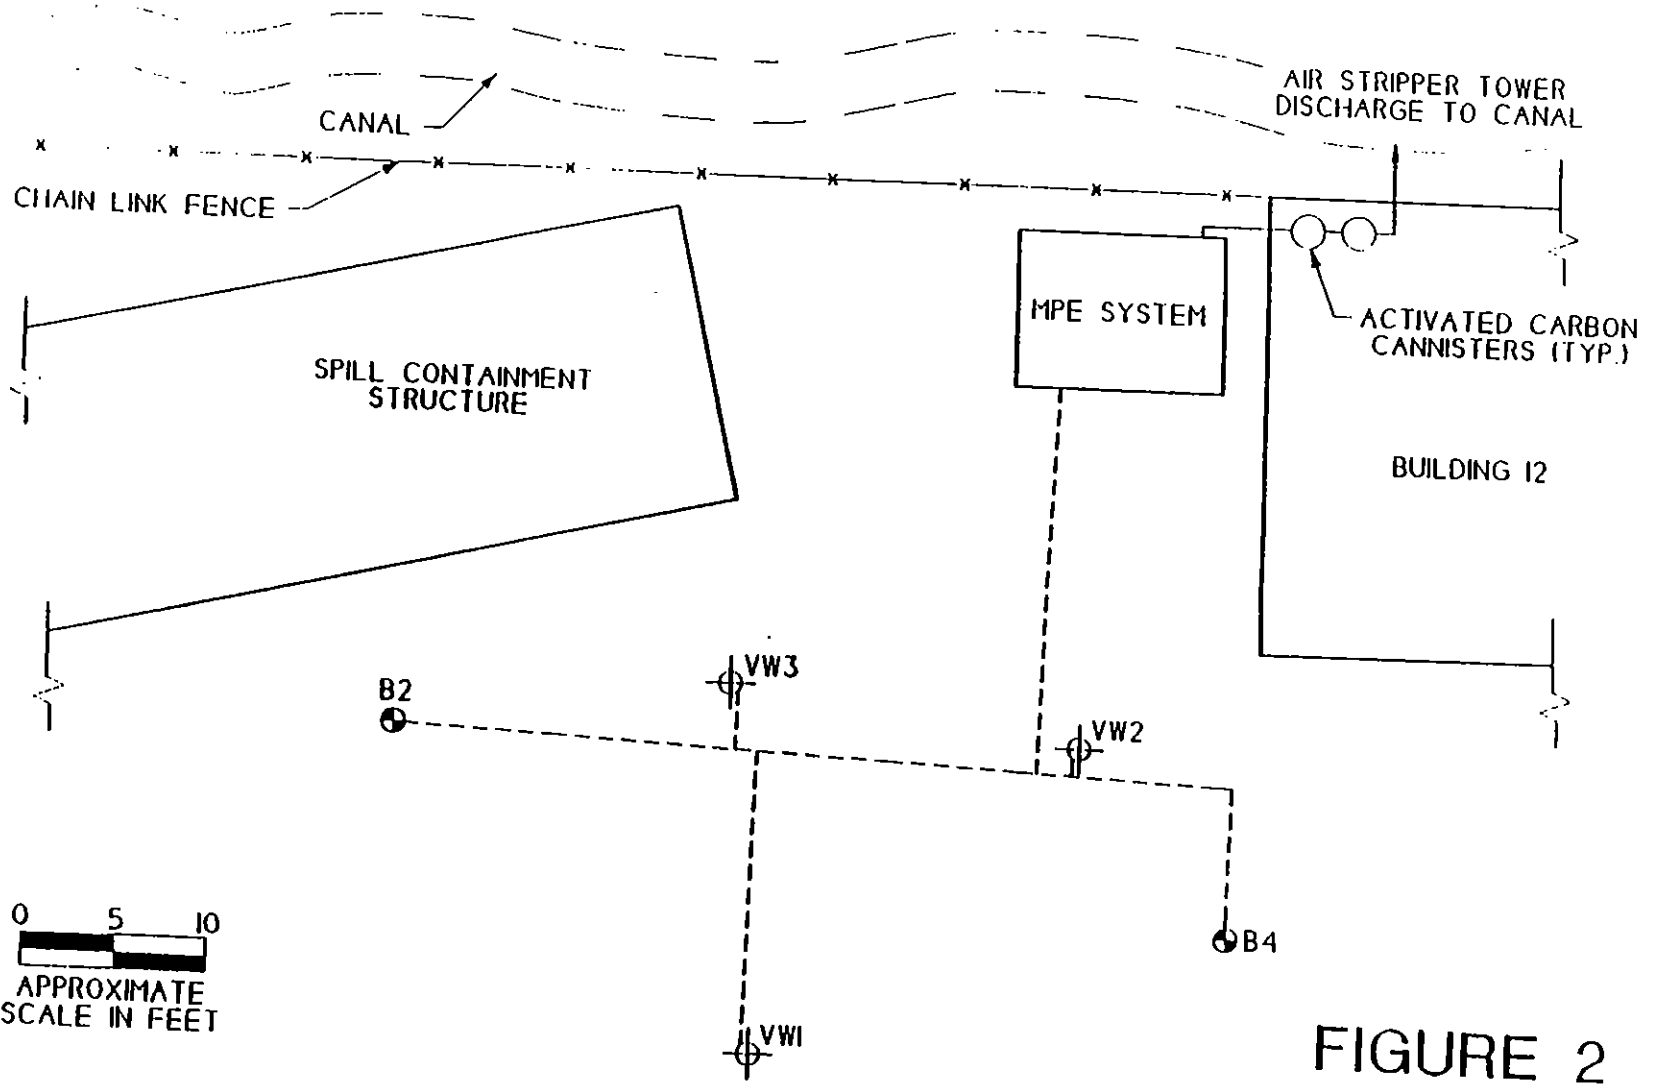 AIR STRIPPER TOWER
DISCHARGE TO CANAL
CANAL
CHAIN LINK FENCE
MPE SYSTEM
ACTIVATED CARBON
CANNISTERS (TYP.)
SPILL CONTAINMENT
STRUCTURE
BUILDING 12
VW3
B2
VW2
0 5 10
B4
APPROXIMATE
SCALE IN FEET
VW1
FIGURE 2